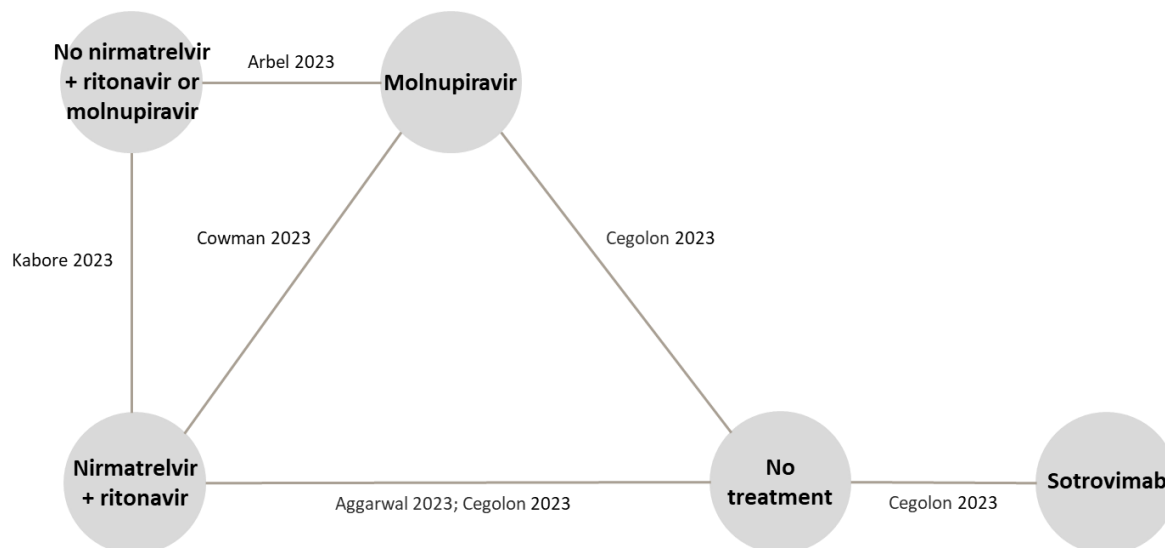 No nirmatrelvir
+ ritonavir or
molnupiravir
Arbel 2023
Molnupiravir
Kabore 2023
Cowman 2023
Cegolon 2023
Nirmatrelvir
+ ritonavir
Aggarwal 2023; Cegolon 2023
No
treatment
Cegolon 2023
Sotrovimab